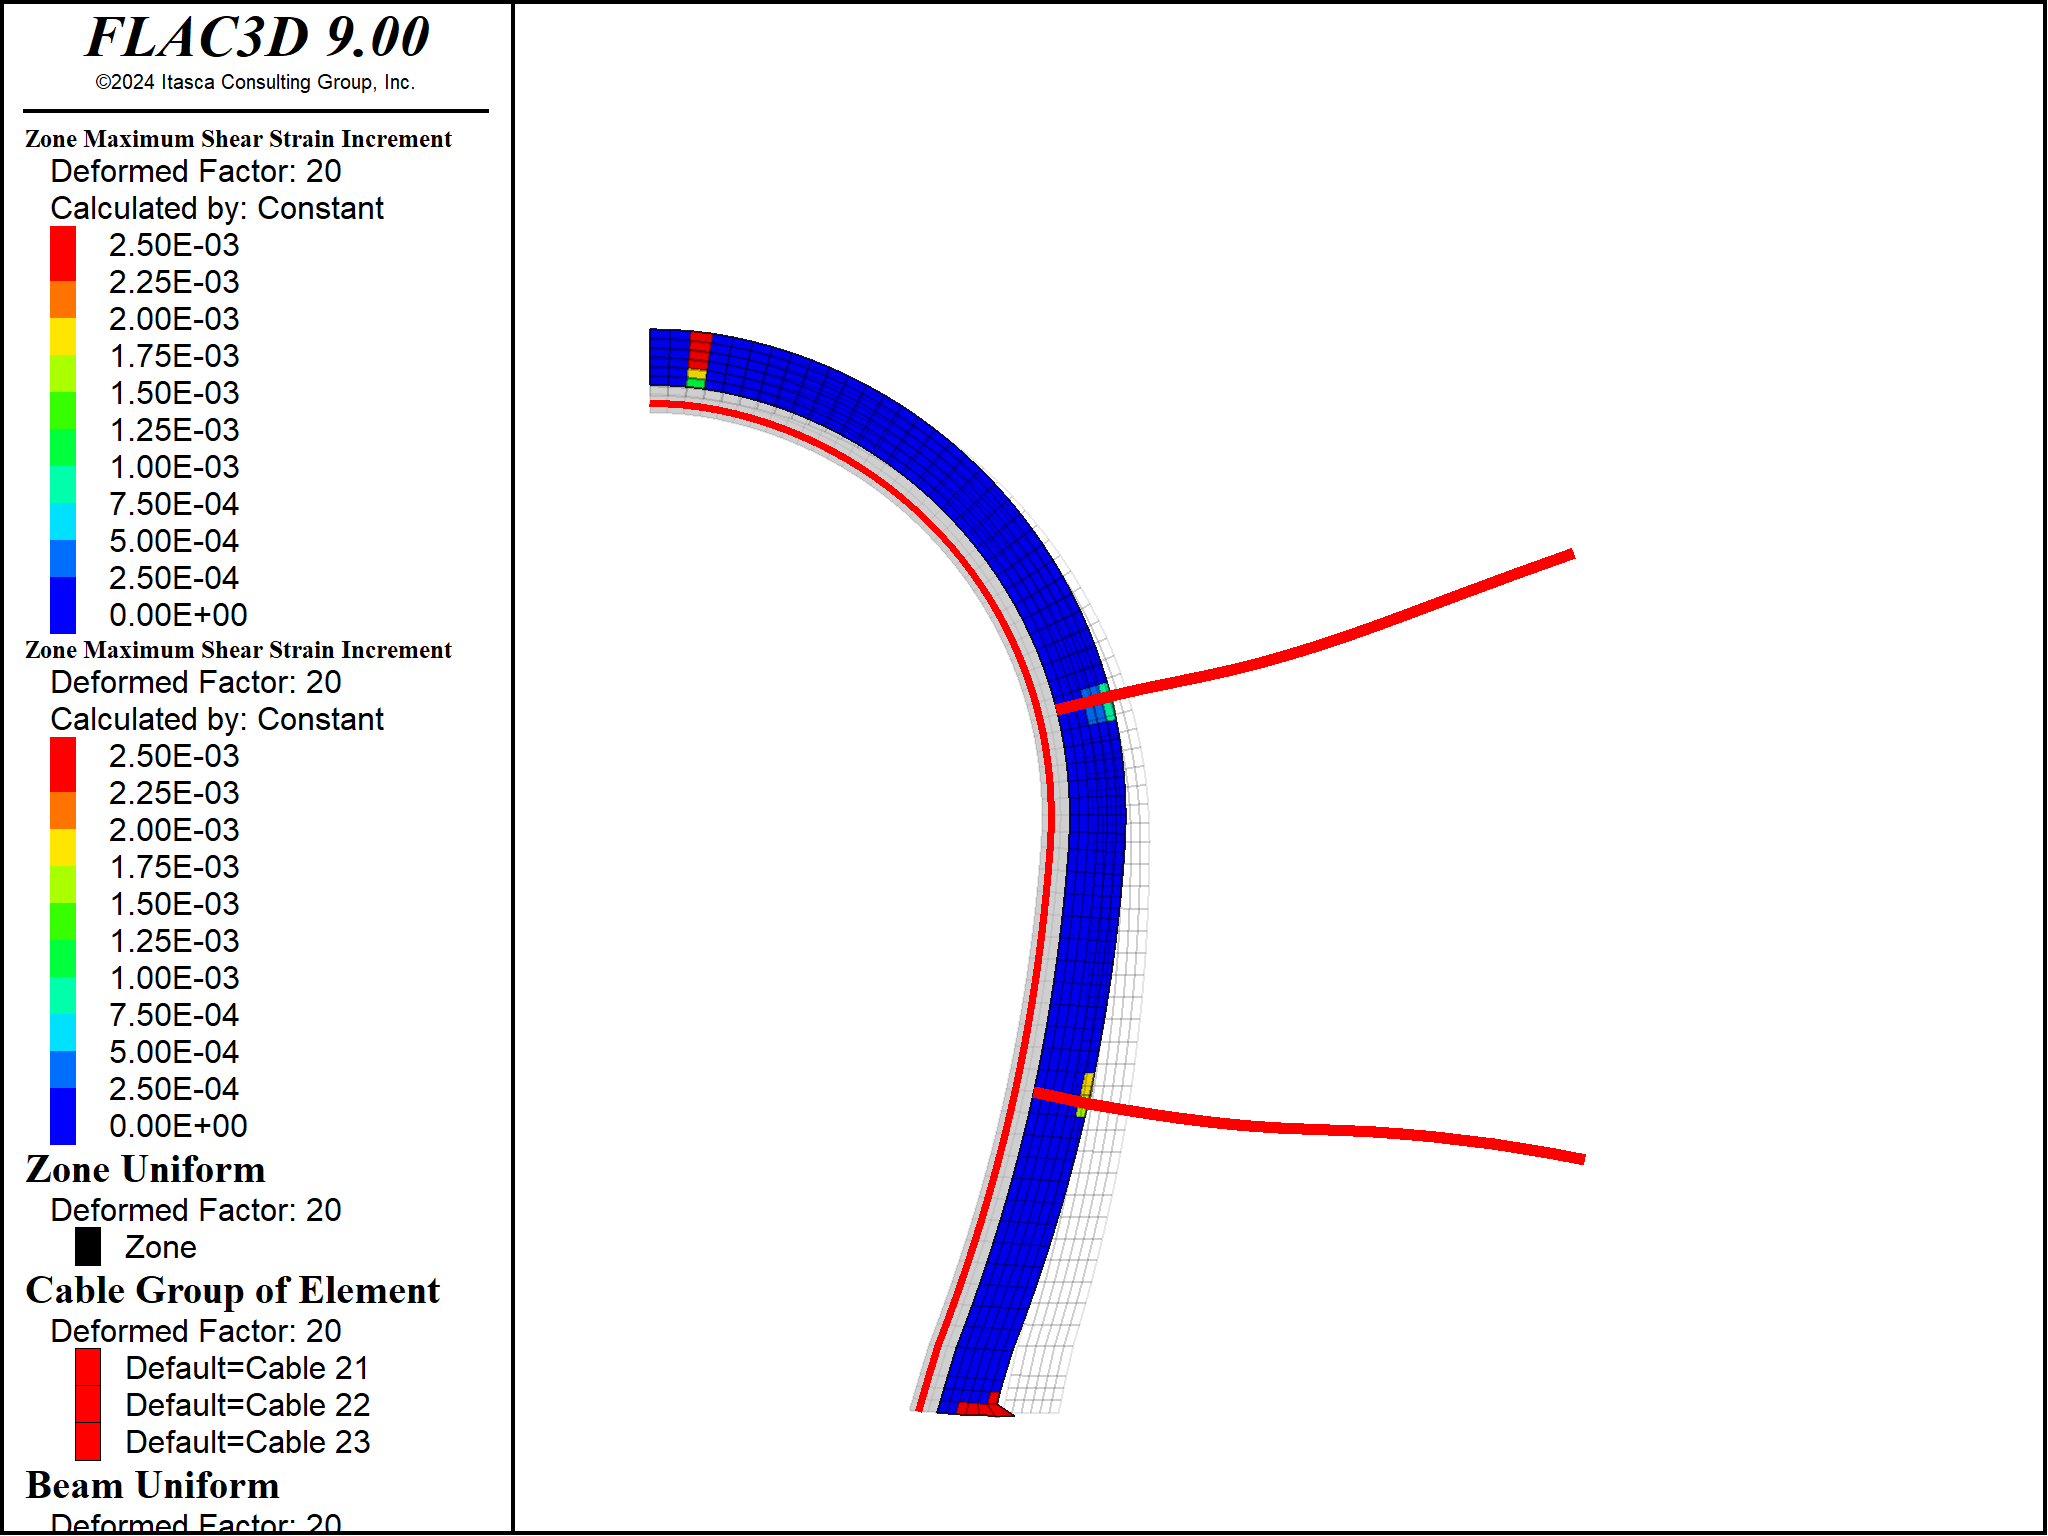 FLAC3D 9.00
©2024 Itasca Consulting Group, Inc.
Zone Maximum Shear Strain Increment
Deformed Factor: 20
Calculated by: Constant
2.50E-03
2.25E-03
2.00E-03
1.75E-03
1.50E-03
1.25E-03
1.00E-03
7.50E-04
5.00E-04
2.50E-04
0.00E+00
Zone Maximum Shear Strain Increment
Deformed Factor: 20
Calculated by: Constant
2.50E-03
2.25E-03
2.00E-03
1.75E-03
1.50E-03
1.25E-03
1.00E-03
7.50E-04
5.00E-04
2.50E-04
0.00E+00
Zone Uniform
Deformed Factor: 20
Zone
Cable Group of Element
Deformed Factor: 20
Default=Cable 21
Default=Cable 22
Default=Cable 23
Beam Uniform
Deformed Factor: 20